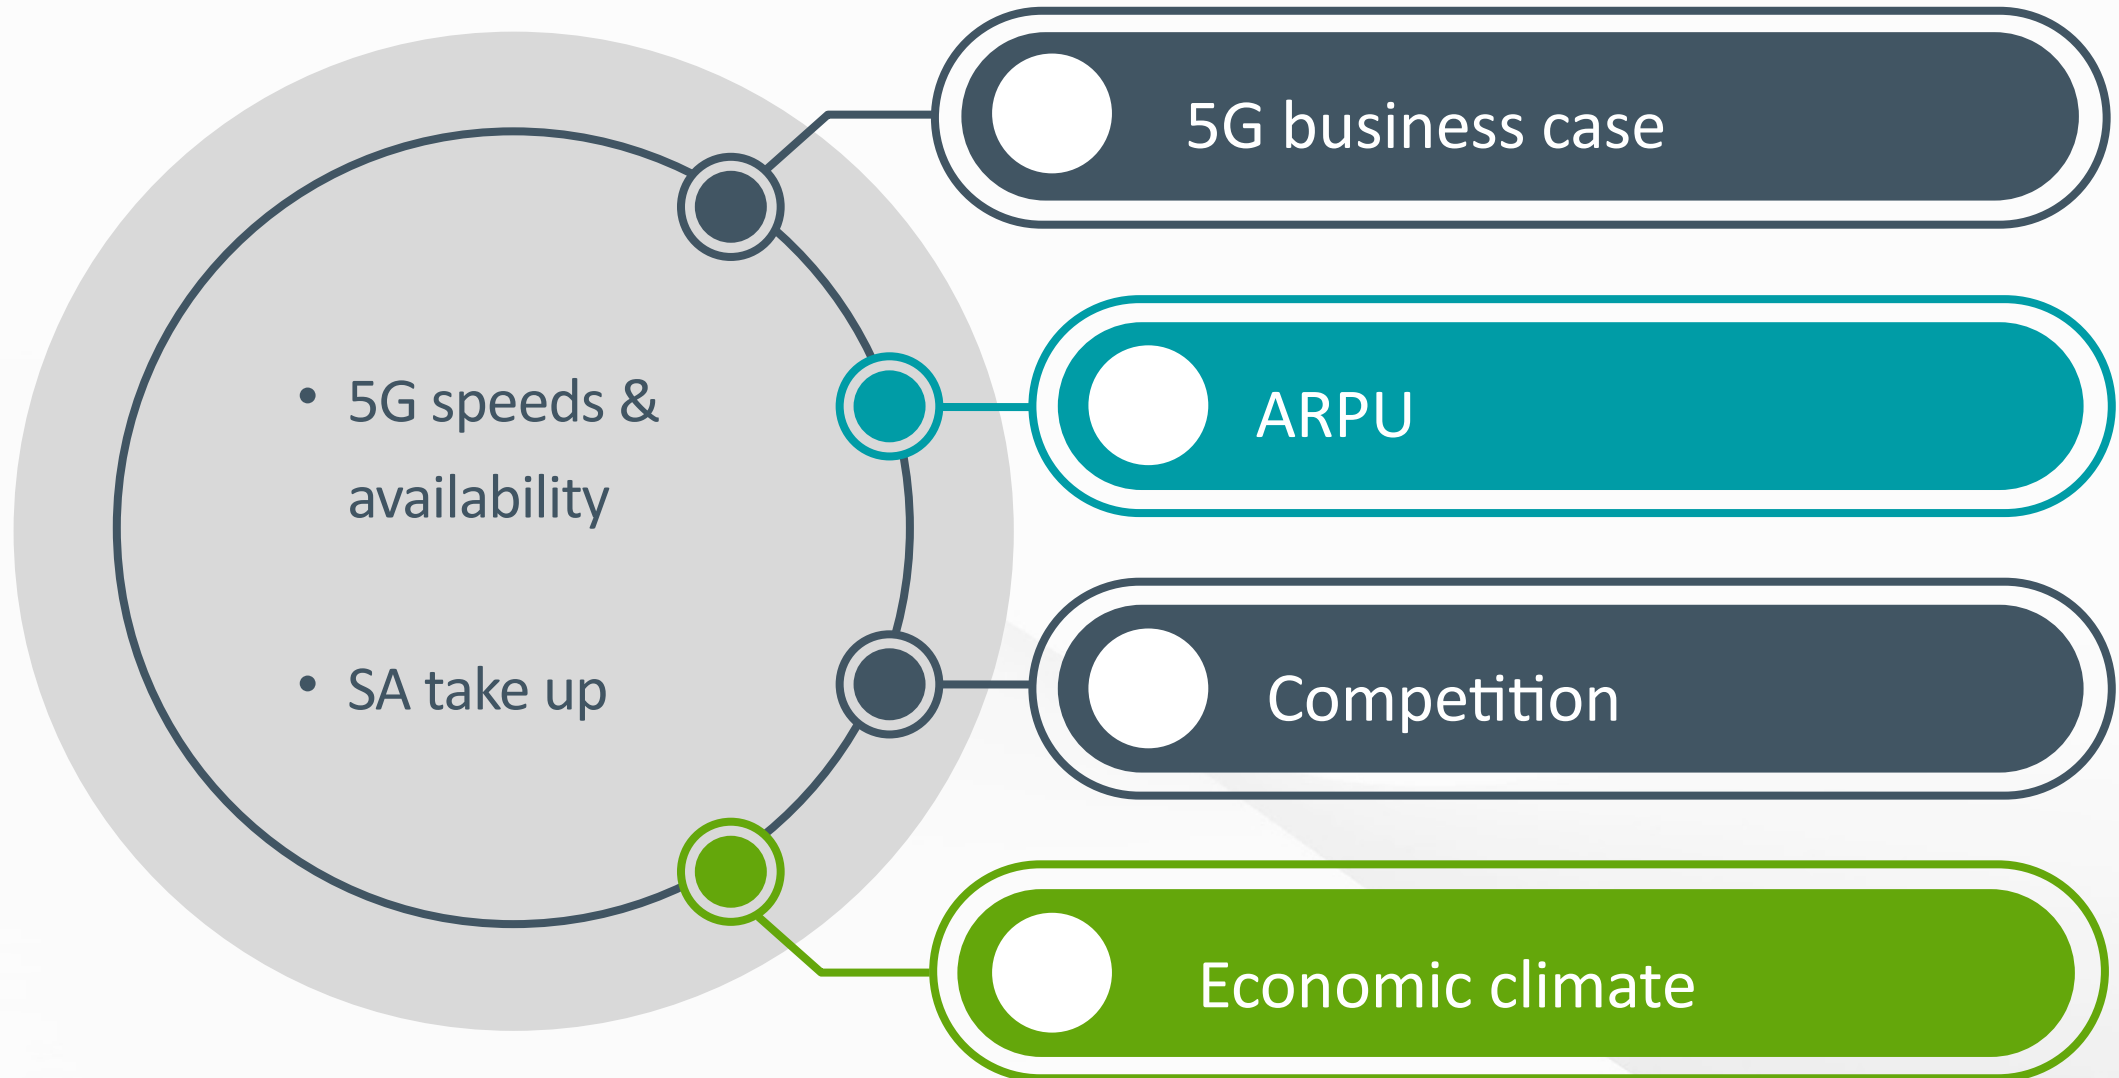 • 5G speeds &
availability
• SA take up
5G business case
ARPU
Competition
Economic climate